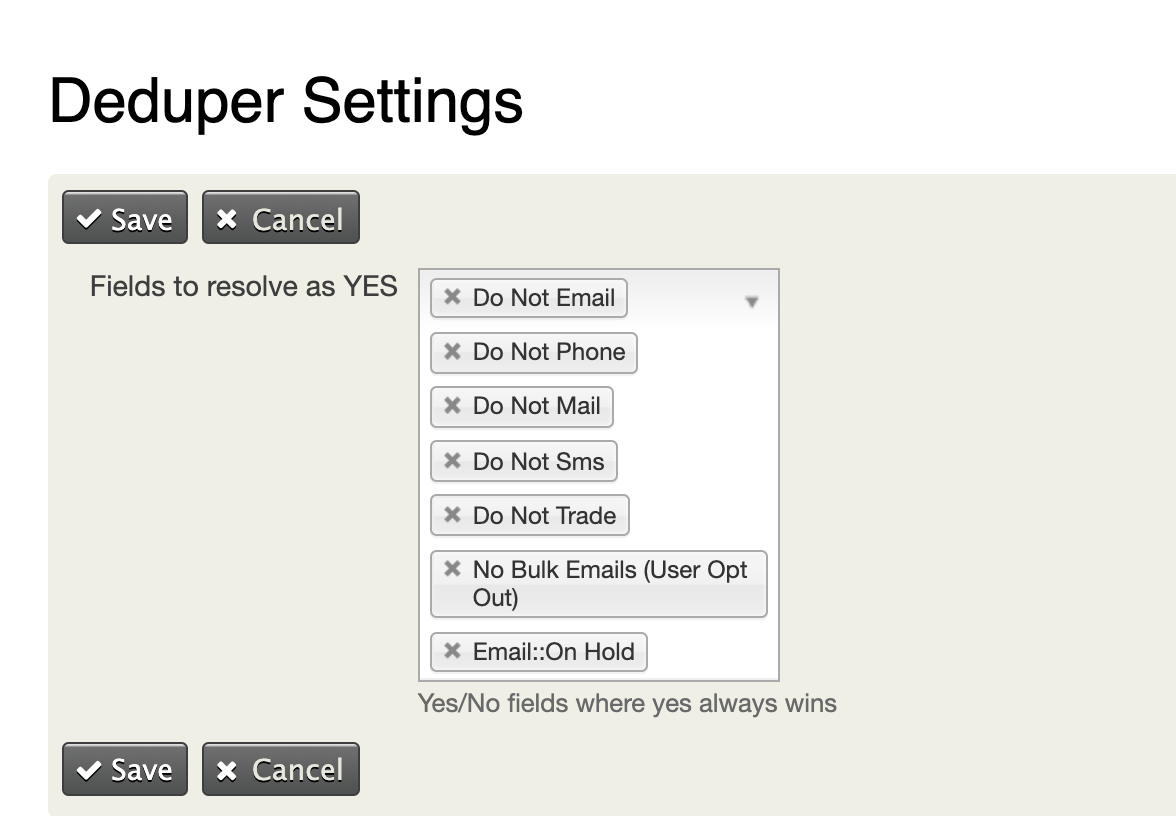 Deduper Settings
Save Cancel
Fields to resolve as YES
Do Not Email
Do Not Phone
Do Not Mail
Do Not Sms
Do Not Trade
No Bulk Emails (User Opt
Out)
Email::On Hold
Yes/No fields where yes always wins
Save Cancel